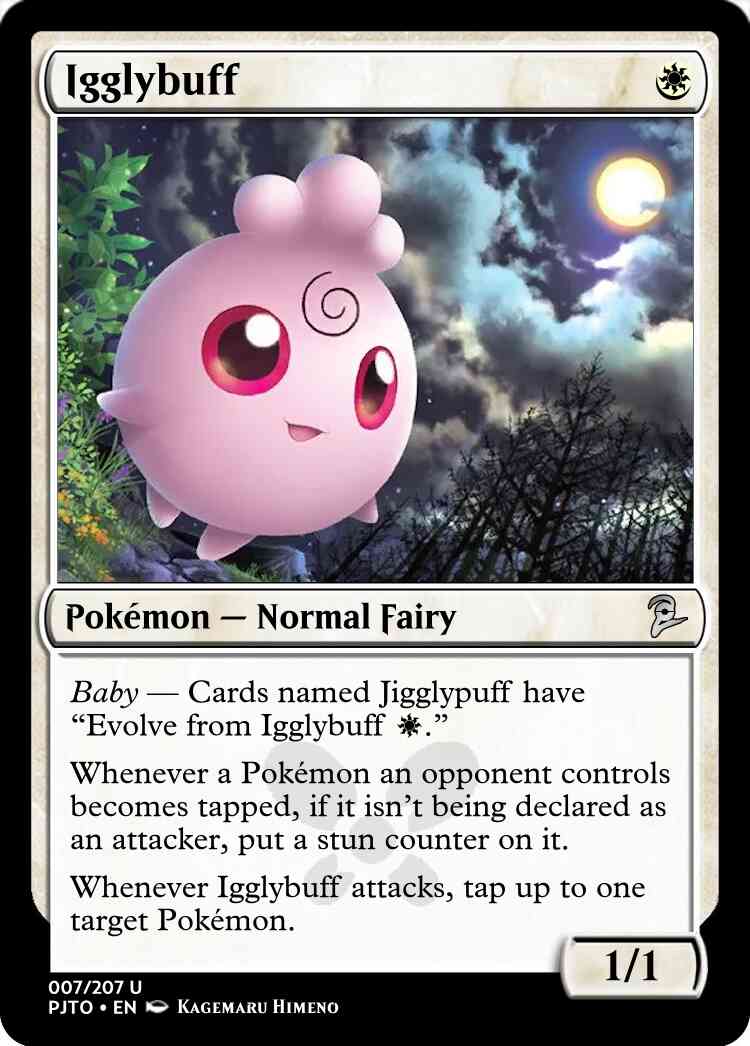 Igglybuff
Pokémon — Normal Fairy
Baby — Cards named Jigglypuff have
“Evolve from Igglybuff .”
Whenever a Pokémon an opponent controls
becomes tapped, if it isn’t being declared as
an attacker, put a stun counter on it.
Whenever Igglybuff attacks, tap up to one
target Pokémon.
1/1
007/207 U
PJTO • EN Kagemaru Himeno